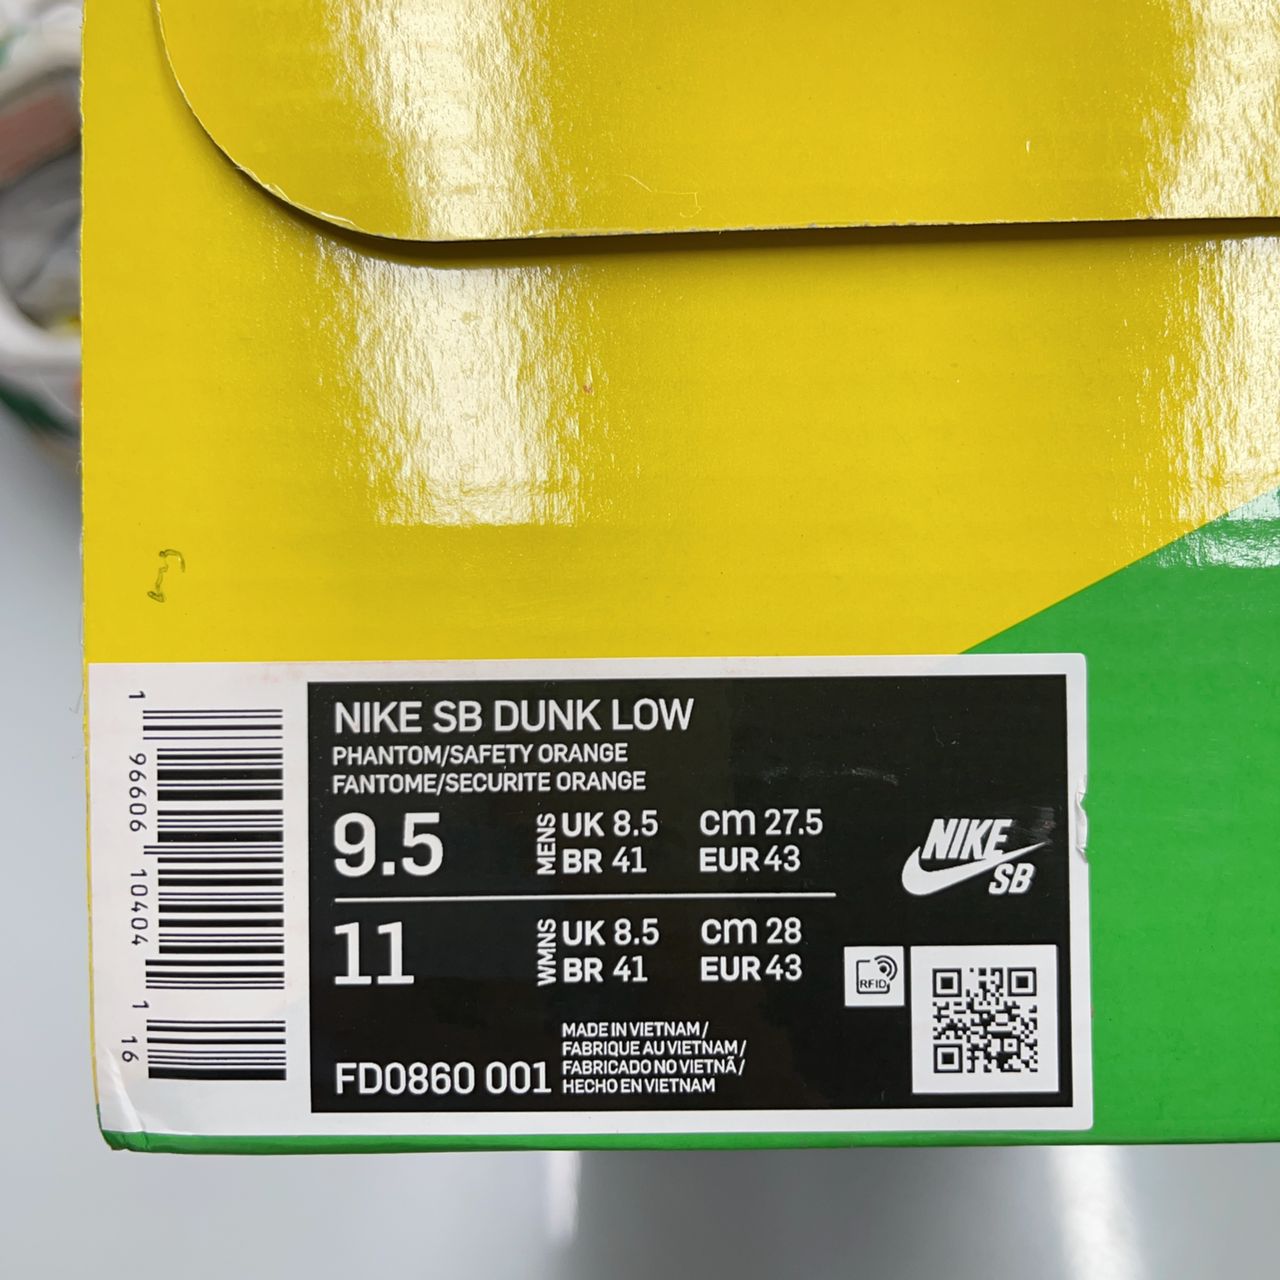 1 96606 10404 1 16
NIKE SB DUNK LOW
PHANTOM/SAFETY ORANGE
FANTOME/SECURITE ORANGE
9.5 MENS UK 8.5 cm 27.5
BR 41 EUR 43
11 WMNS UK 8.5 cm 28
BR 41 EUR 43
NIKE
SB
RFID
FD0860 001
MADE IN VIETNAM /
FABRIQUE AU VIETNAM /
FABRICADO NO VIETNÃ /
HECHO EN VIETNAM